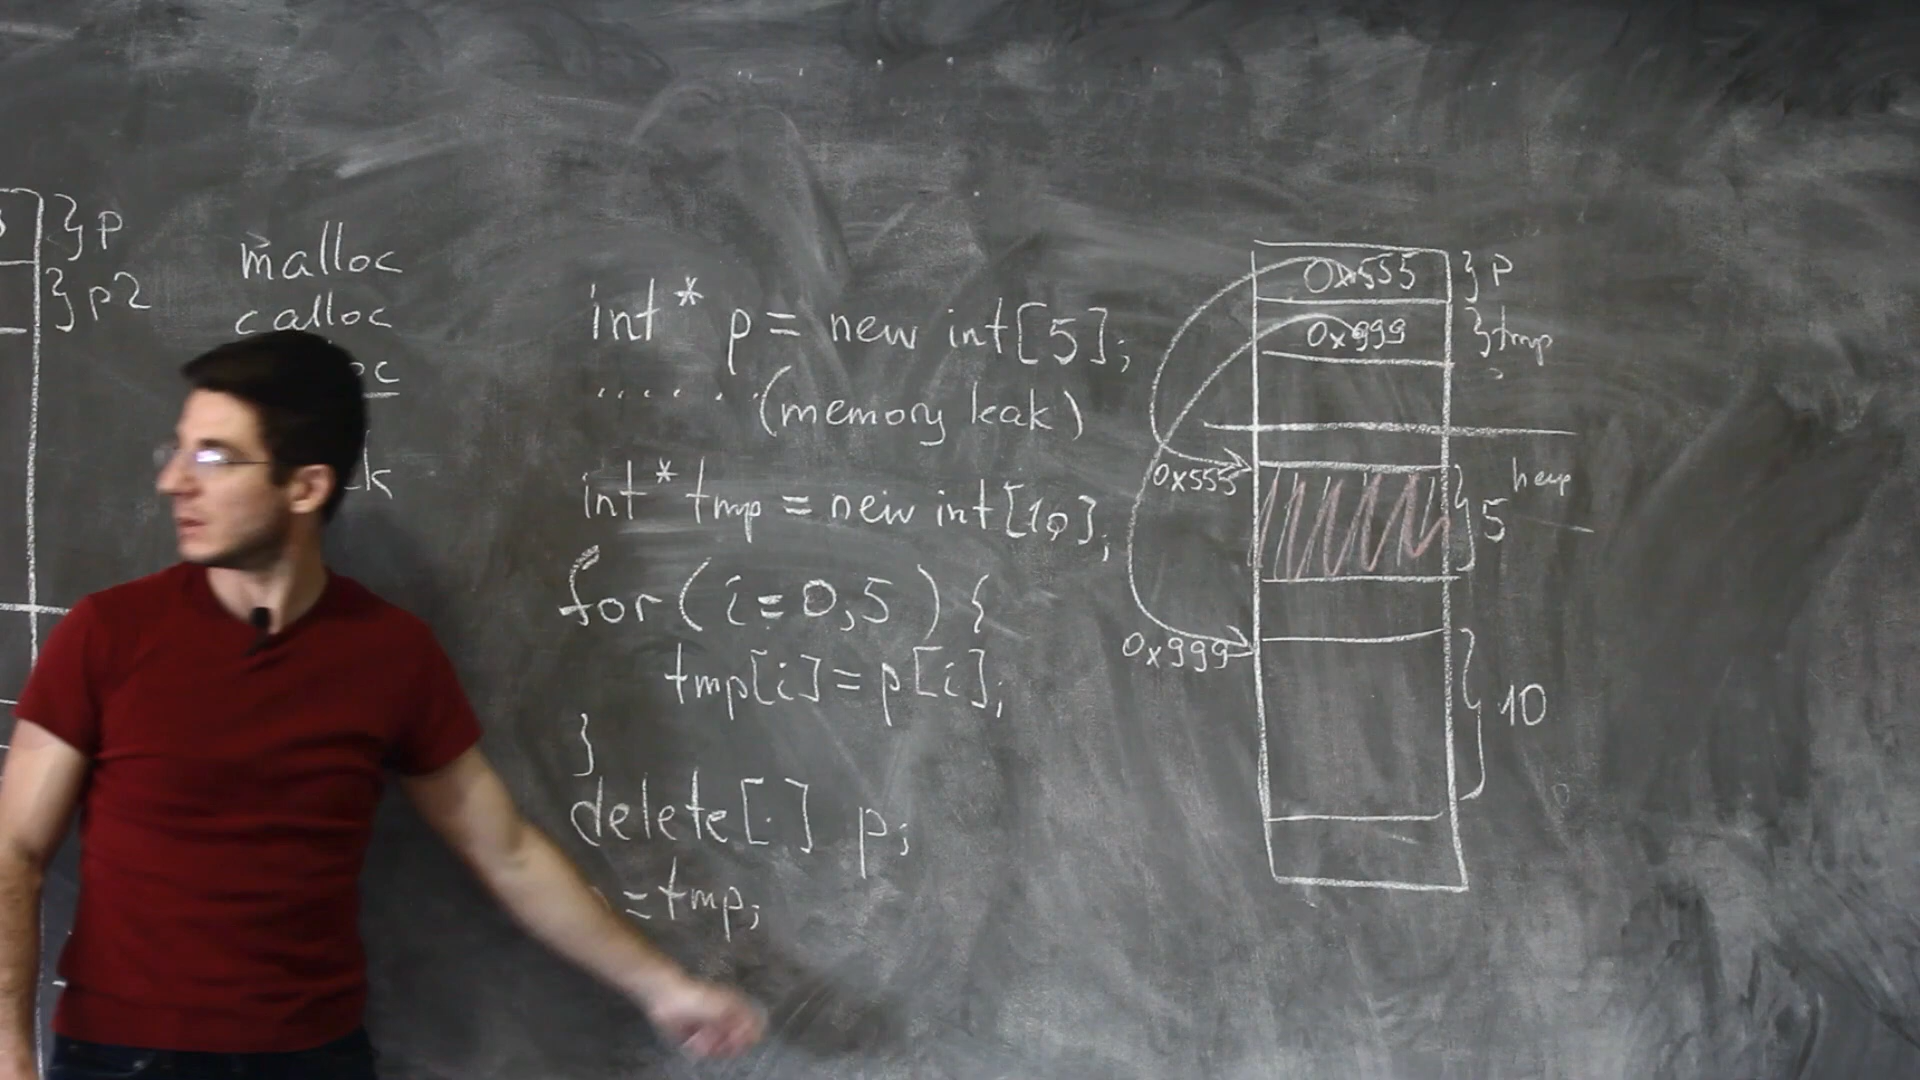 }p
}p2
malloc
calloc
int* p = new int[5];
...... (memory leak)
int* tmp = new int[10];
for(i=0,5){
tmp[i]=p[i];
}
delete[] p;
=tmp;
0x555 }p
0x999 }tmp
0x555
}5 heap
0x999
}10